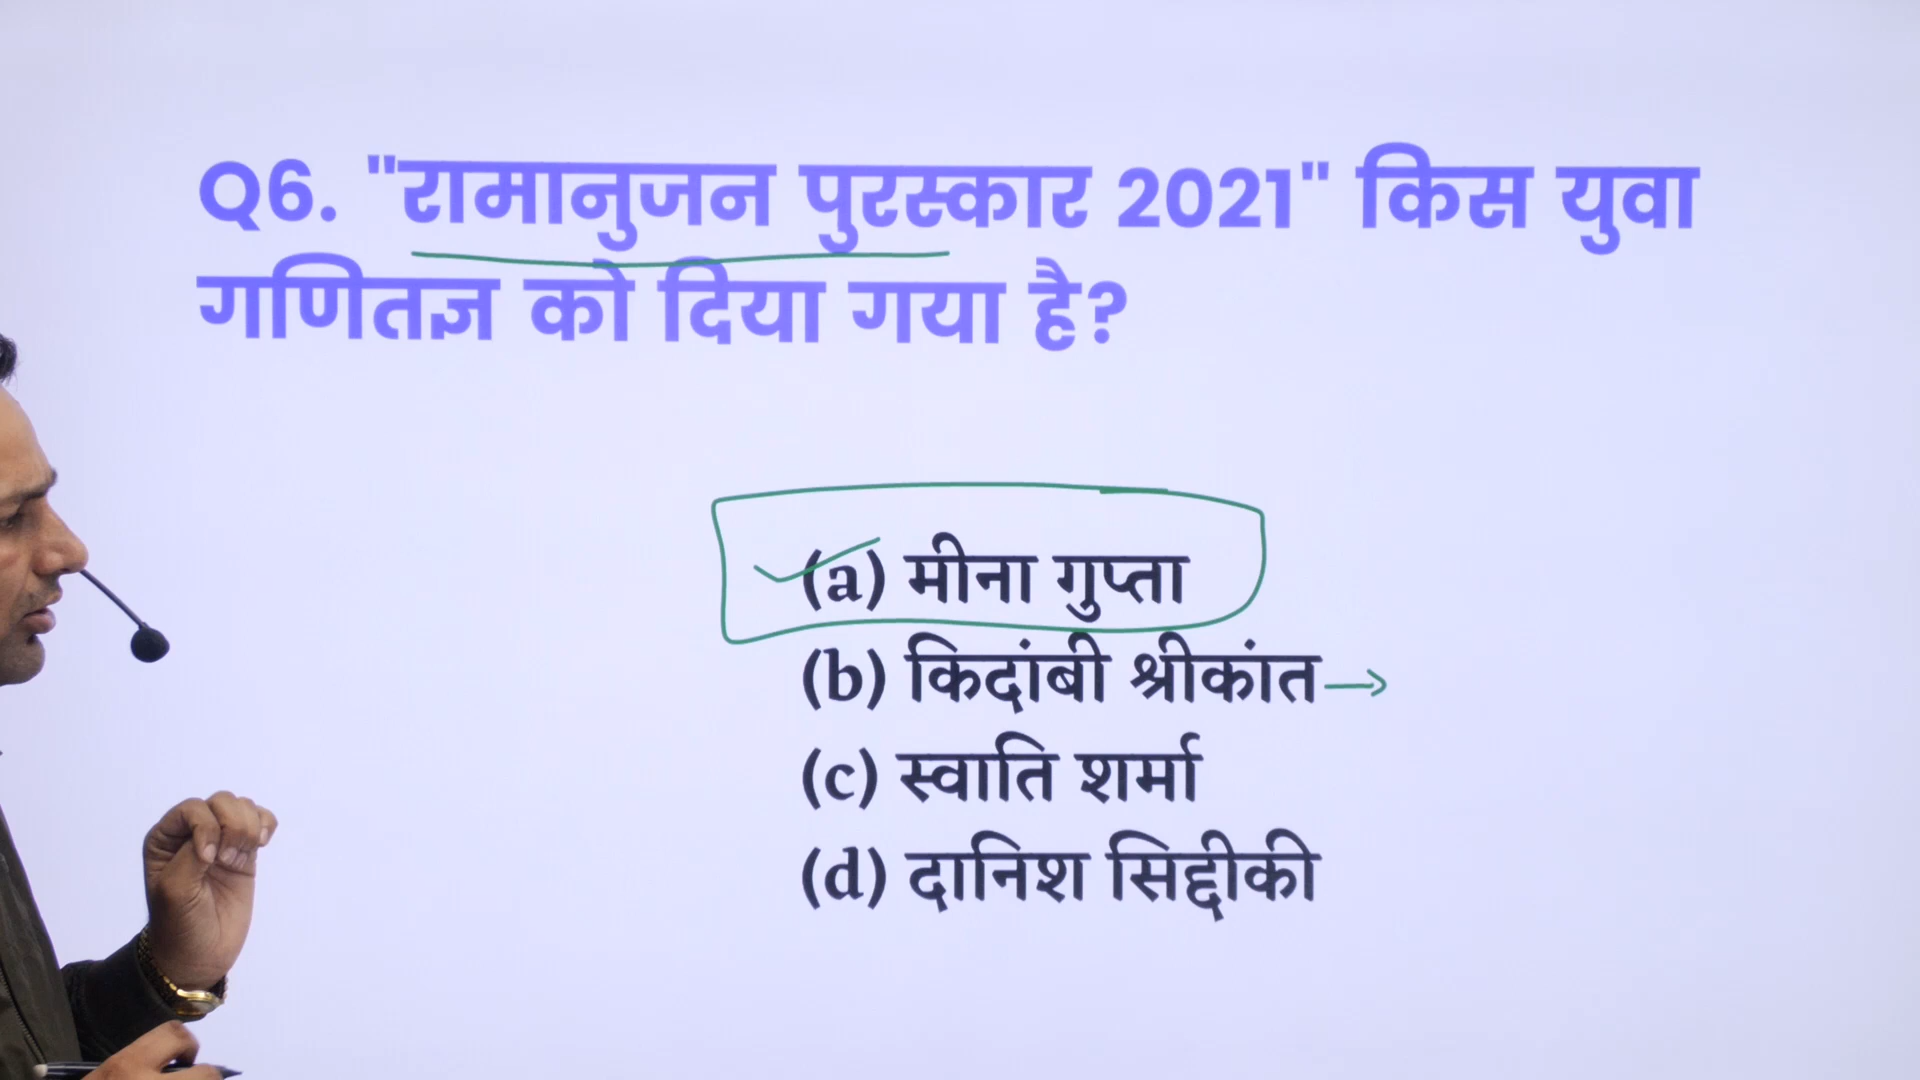 Q6. "रामानुजन पुरस्कार 2021" किस युवा
गणितज्ञ को दिया गया है?
(a) मीना गुप्ता
(b) किदांबी श्रीकांत
(c) स्वाति शर्मा
(d) दानिश सिद्दीकी